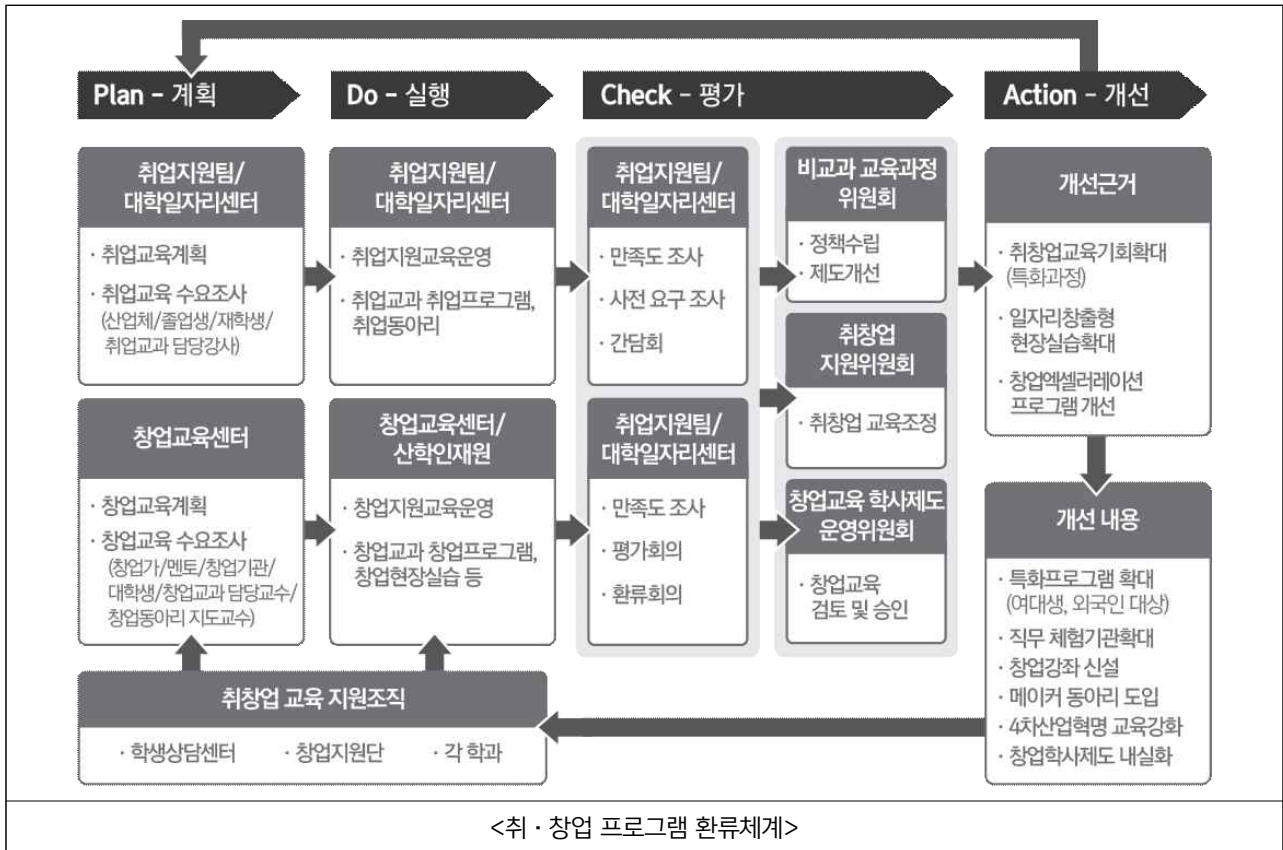 Plan - 계획
Do - 실행
Check - 평가
Action - 개선
취업지원팀/
대학일자리센터
· 취업교육계획
· 취업교육 수요조사
(산업체/졸업생/재학생/
취업교과 담당강사)
취업지원팀/
대학일자리센터
· 취업지원교육운영
· 취업교과 취업프로그램,
취업동아리
취업지원팀/
대학일자리센터
· 만족도 조사
· 사전 요구 조사
· 간담회
비교과 교육과정
위원회
· 정책수립
· 제도개선
취창업
지원위원회
· 취창업 교육조정
개선근거
· 취창업교육기회확대
(특화과정)
· 일자리창출형
현장실습확대
· 창업엑셀러레이션
프로그램 개선
창업교육센터
· 창업교육계획
· 창업교육 수요조사
(창업가/멘토/창업기관/
대학생/창업교과 담당교수/
창업동아리 지도교수)
창업교육센터/
산학인재원
· 창업지원교육운영
· 창업교과 창업프로그램,
창업현장실습 등
취업지원팀/
대학일자리센터
· 만족도 조사
· 평가회의
· 환류회의
창업교육 학사제도
운영위원회
· 창업교육
검토 및 승인
개선 내용
· 특화프로그램 확대
(여대생, 외국인 대상)
· 직무 체험기관확대
· 창업강좌 신설
· 메이커 동아리 도입
· 4차산업혁명 교육강화
· 창업학사제도 내실화
취창업 교육 지원조직
· 학생상담센터
· 창업지원단
· 각 학과
<취 · 창업 프로그램 환류체계>